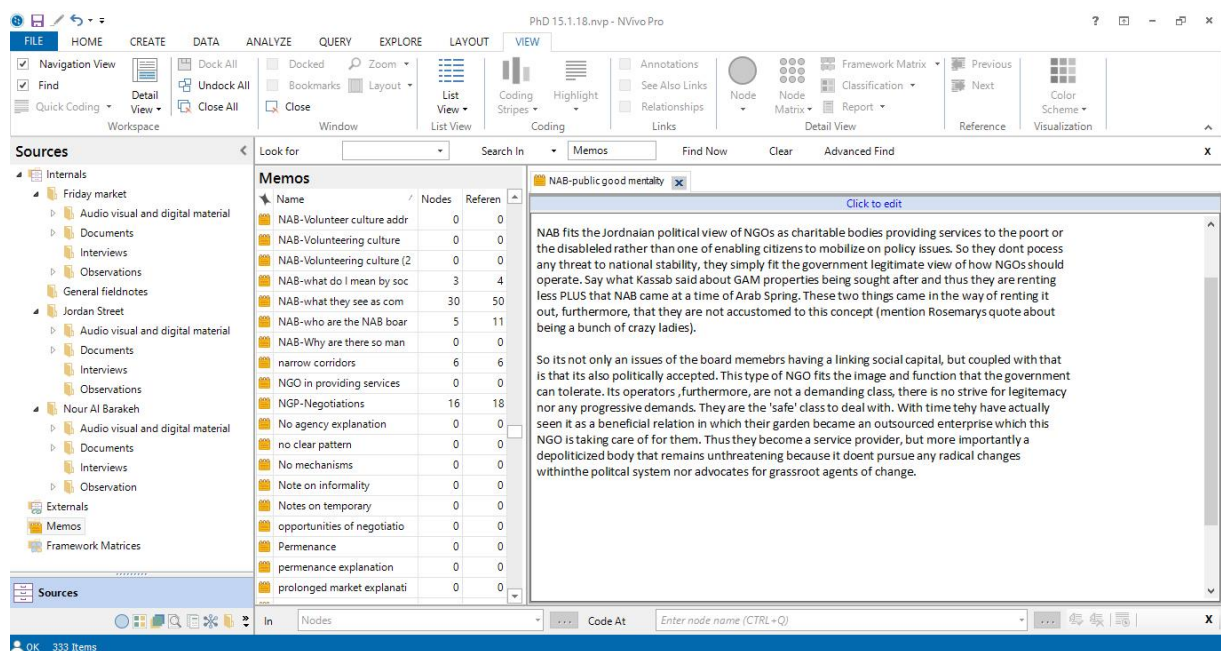 PhD 15.1.18.nvp - NVivo Pro
FILE HOME CREATE DATA ANALYZE QUERY EXPLORE LAYOUT VIEW
Navigation View
Find
Quick Coding
Detail View
Dock All
Undock All
Close All
Workspace
Docked
Bookmarks
Close
Zoom
Layout
Window
List View
List View
Coding Stripes
Highlight
Coding
Annotations
See Also Links
Relationships
Links
Node
Node Matrix
Framework Matrix
Classification
Report
Detail View
Previous
Next
Reference
Color Scheme
Visualization
Sources
Look for Search In Memos Find Now Clear Advanced Find X
Internals
Friday market
Audio visual and digital material
Documents
Interviews
Observations
General fieldnotes
Jordan Street
Audio visual and digital material
Documents
Interviews
Observations
Nour Al Barakeh
Audio visual and digital material
Documents
Interviews
Observation
Externals
Memos
Framework Matrices
Sources
Memos
Name Nodes Referen
NAB-Volunteer culture addr 0 0
NAB-Volunteering culture 0 0
NAB-Volunteering culture (2 0 0
NAB-what do I mean by soc 3 4
NAB-what they see as com 30 50
NAB-who are the NAB boar 5 11
NAB-Why are there so man 0 0
narrow corridors 6 6
NGO in providing services 0 0
NGP-Negotiations 16 18
No agency explanation 0 0
no clear pattern 0 0
No mechanisms 0 0
Note on informality 0 0
Notes on temporary 0 0
opportunities of negotiatio 0 0
Permenance 0 0
permenance explanation 0 0
prolonged market explanati 0 0
NAB-public good mentality
Click to edit
NAB fits the Jordnaian political view of NGOs as charitable bodies providing services to the poort or
the disableled rather than one of enabling citizens to mobilize on policy issues. So they dont pocess
any threat to national stability, they simply fit the government legitimate view of how NGOs should
operate. Say what Kassab said about GAM properties being sought after and thus they are renting
less PLUS that NAB came at a time of Arab Spring. These two things came in the way of renting it
out, furthermore, that they are not accustomed to this concept (mention Rosemarys quote about
being a bunch of crazy ladies).
So its not only an issues of the board memebrs having a linking social capital, but coupled with that
is that its also politically accepted. This type of NGO fits the image and function that the government
can tolerate. Its operators ,furthermore, are not a demanding class, there is no strive for legitemacy
nor any progressive demands. They are the 'safe' class to deal with. With time tehy have actually
seen it as a beneficial relation in which their garden became an outsourced enterprise which this
NGO is taking care of for them. Thus they become a service provider, but more importantly a
depoliticized body that remains unthreatening because it doent pursue any radical changes
withinthe politcal system nor advocates for grassroot agents of change.
In Nodes ... Code At Enter node name (CTRL+Q) ... X
OK 333 Items